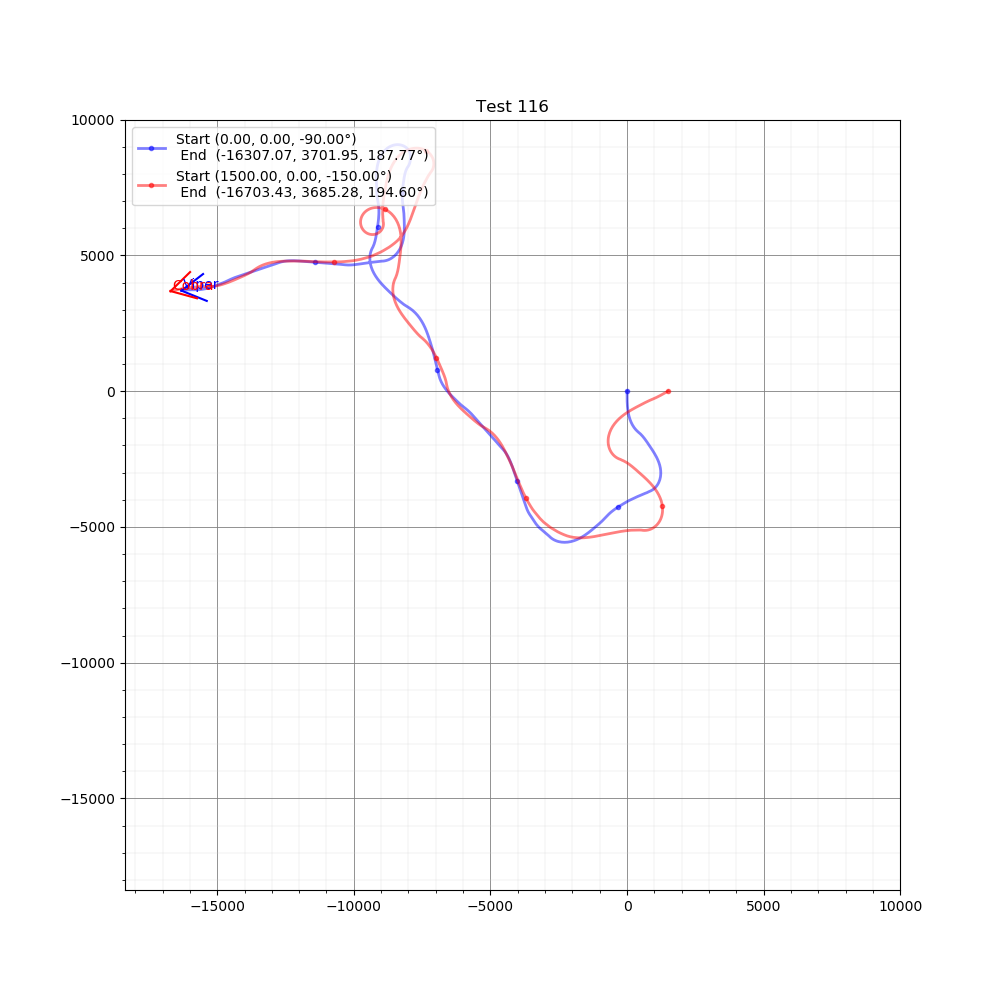 Test 116
Start (0.00, 0.00, -90.00°)
End (-16307.07, 3701.95, 187.77°)
Start (1500.00, 0.00, -150.00°)
End (-16703.43, 3685.28, 194.60°)
10000
5000
0
−5000
−10000
−15000
−15000 −10000 −5000 0 5000 10000